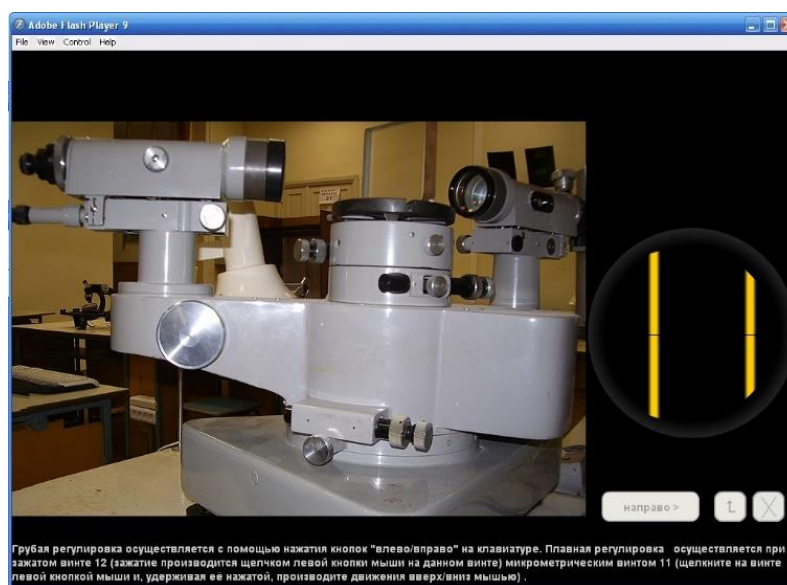 Adobe Flash Player 9
File View Control Help
направо >
Грубая регулировка осуществляется с помощью нажатия кнопок "влево/вправо" на клавиатуре. Плавная регулировка осуществляется при
зажатом винте 12 (зажатие производится щелчком левой кнопки мыши на данном винте) микрометрическим винтом 11 (щелкните на винте
левой кнопкой мыши и, удерживая её нажатой, производите движения вверх/вниз мышью) .